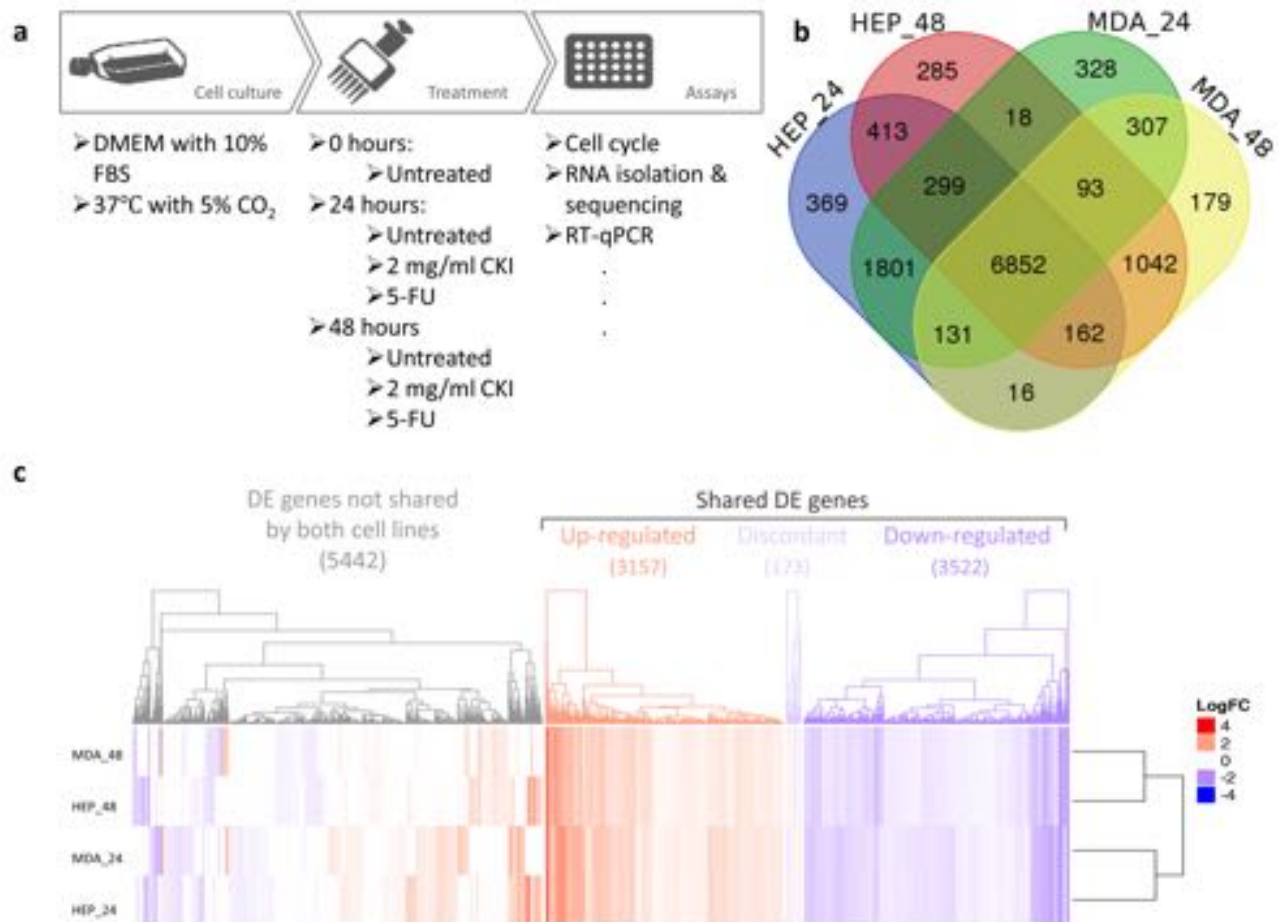 a
Cell culture
Treatment
Assays
➤DMEM with 10%
FBS
➤37°C with 5% CO₂
➤0 hours:
➤Untreated
➤24 hours:
➤Untreated
➤2 mg/ml CKI
➤5-FU
➤48 hours
➤Untreated
➤2 mg/ml CKI
➤5-FU
➤Cell cycle
➤RNA isolation &
sequencing
➤RT-qPCR
.
.
.
b
HEP_48
MDA_24
HEP_24
MDA_48
285
328
413
18
307
369
299
93
179
1801
6852
1042
131
162
16
c
DE genes not shared
by both cell lines
(5442)
Shared DE genes
Up-regulated
(3157)
Discordant
(173)
Down-regulated
(3522)
MDA_48
HEP_48
MDA_24
HEP_24
LogFC
4
2
0
-2
-4